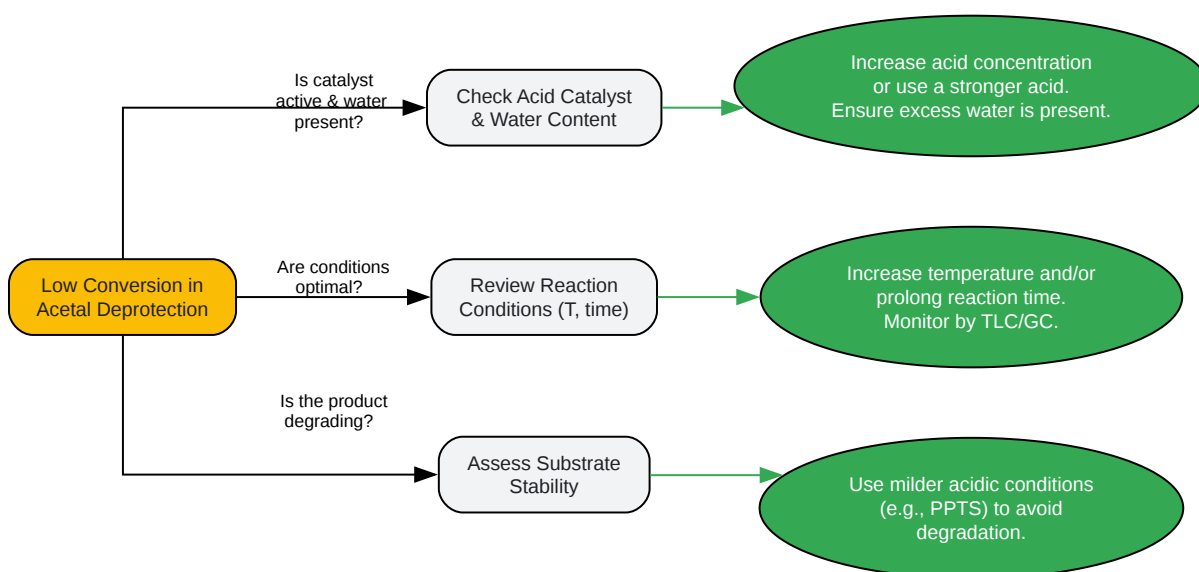 Is catalyst
active & water
present?
Check Acid Catalyst
& Water Content
Increase acid concentration
or use a stronger acid.
Ensure excess water is present.
Low Conversion in
Acetal Deprotection
Are conditions
optimal?
Review Reaction
Conditions (T, time)
Increase temperature and/or
prolong reaction time.
Monitor by TLC/GC.
Is the product
degrading?
Assess Substrate
Stability
Use milder acidic conditions
(e.g., PPTS) to avoid
degradation.